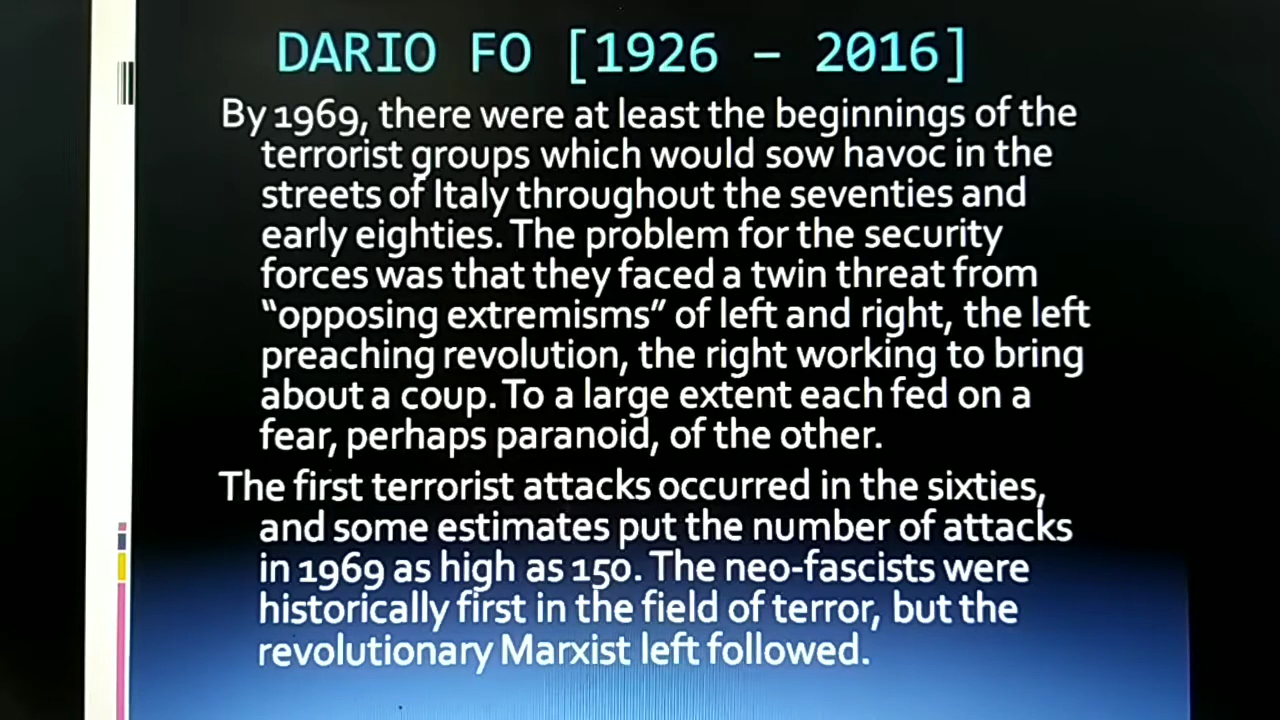 DARIO FO [1926 – 2016]
By 1969, there were at least the beginnings of the
terrorist groups which would sow havoc in the
streets of Italy throughout the seventies and
early eighties. The problem for the security
forces was that they faced a twin threat from
“opposing extremisms” of left and right, the left
preaching revolution, the right working to bring
about a coup. To a large extent each fed on a
fear, perhaps paranoid, of the other.
The first terrorist attacks occurred in the sixties,
and some estimates put the number of attacks
in 1969 as high as 150. The neo-fascists were
historically first in the field of terror, but the
revolutionary Marxist left followed.